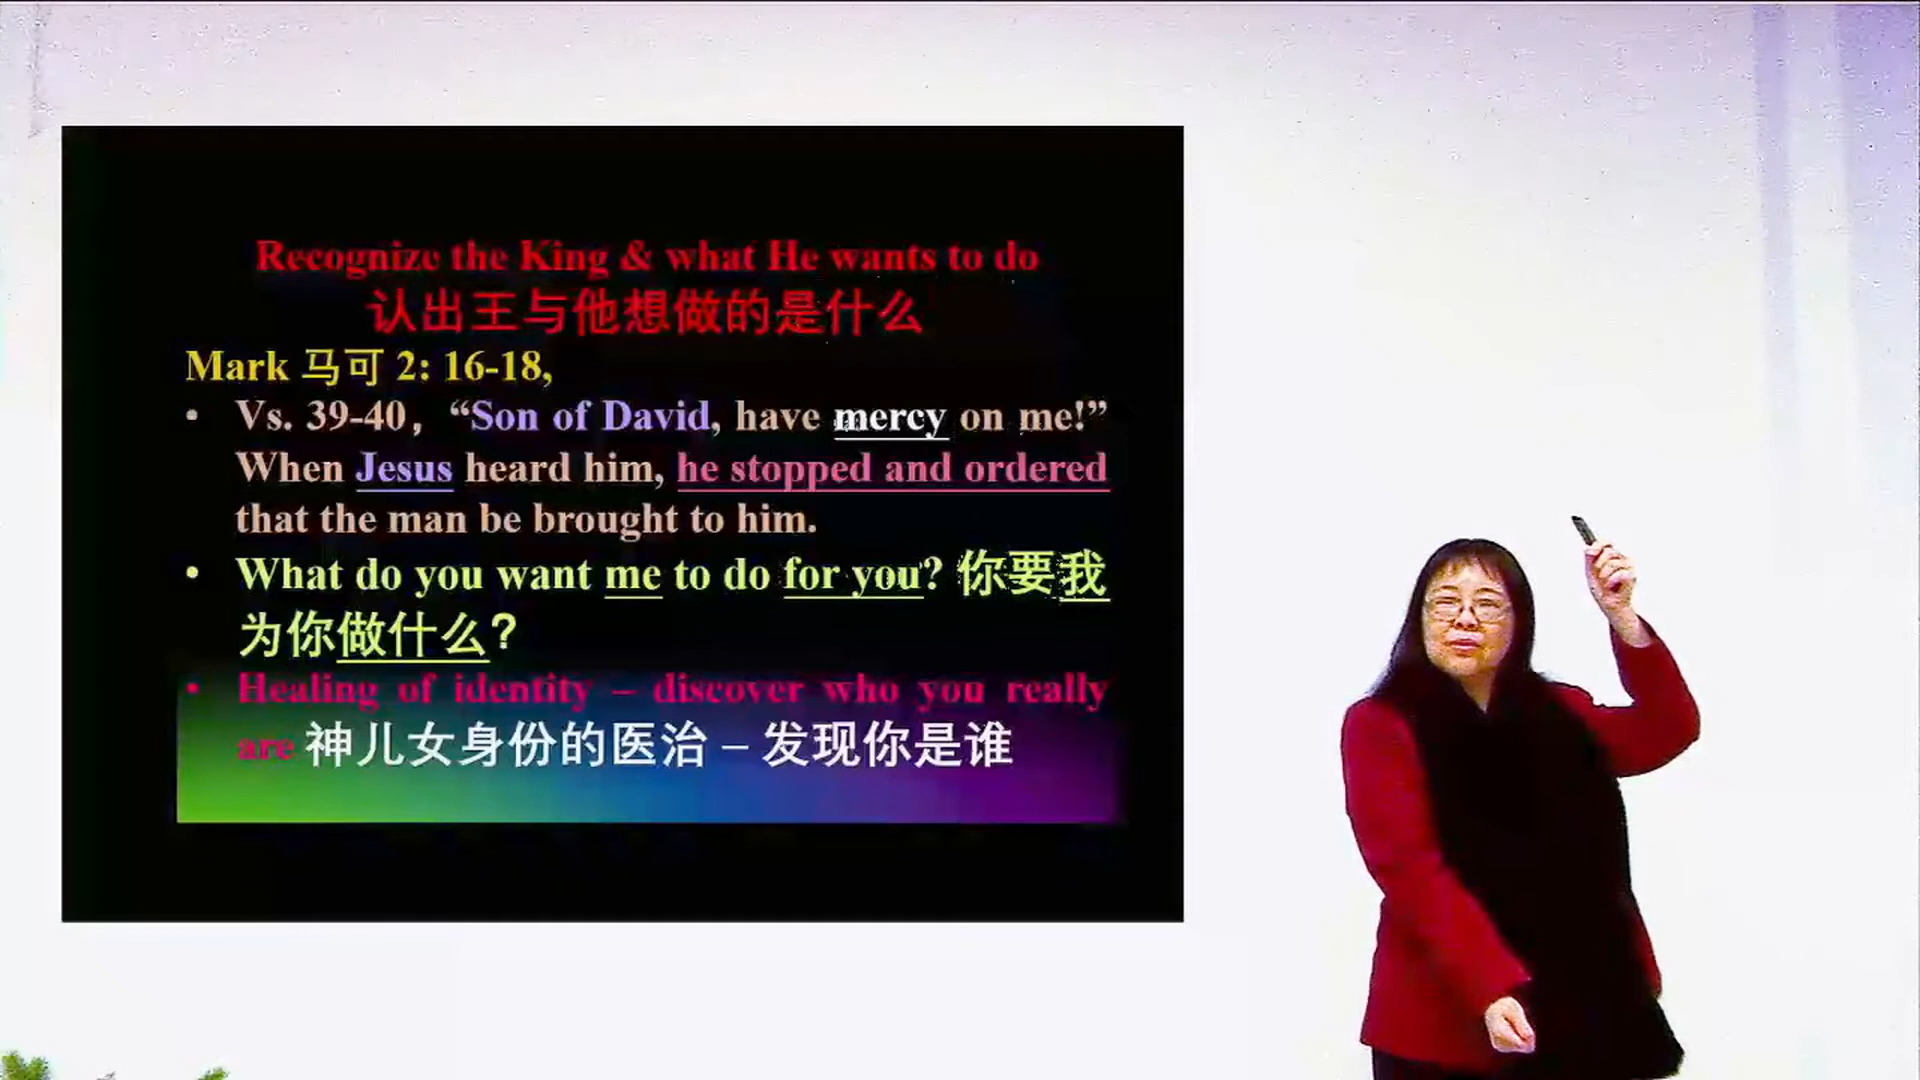 Recognize the King & what He wants to do
认出王与他想做的是什么
Mark 马可 2: 16-18,
• Vs. 39-40, “Son of David, have mercy on me!”
When Jesus heard him, he stopped and ordered
that the man be brought to him.
• What do you want me to do for you? 你要我
为你做什么?
• Healing of identity – discover who you really
are 神儿女身份的医治 – 发现你是谁